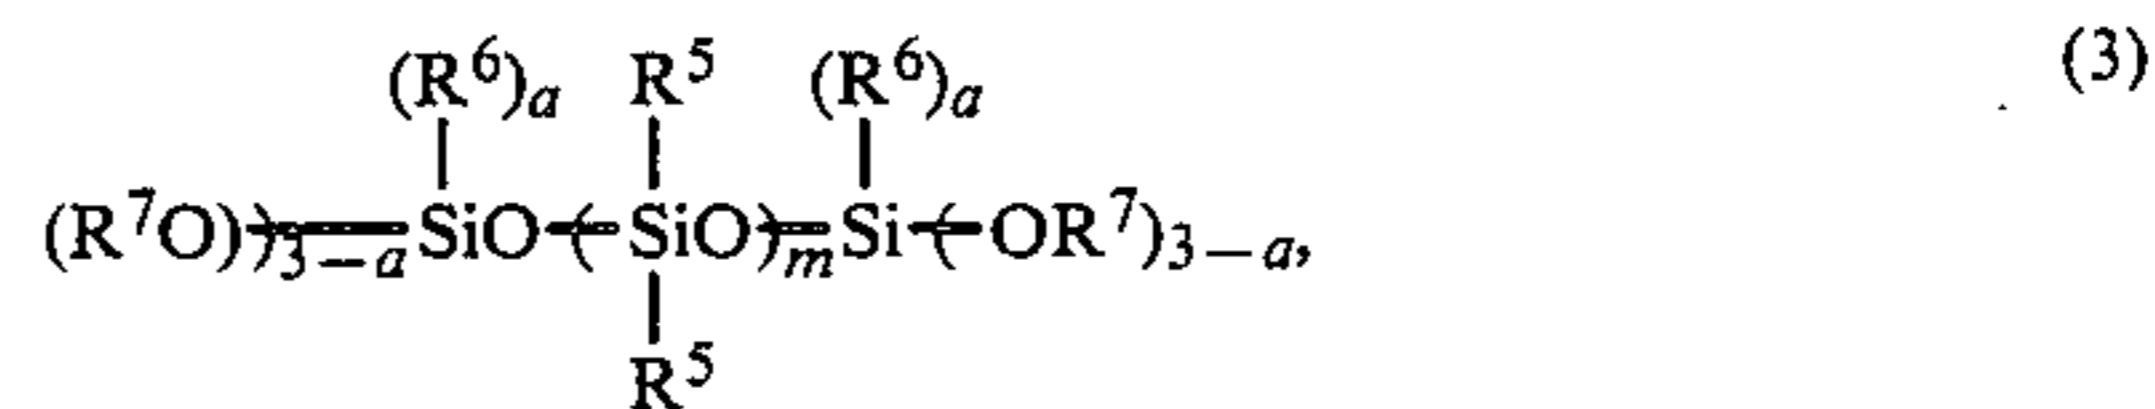 (R⁶)ₐ R⁵ (R⁶)ₐ (3)
(R⁷O))₃₋ₐSiO(SiO)ₘSi(OR⁷)₃₋ₐ,
R⁵